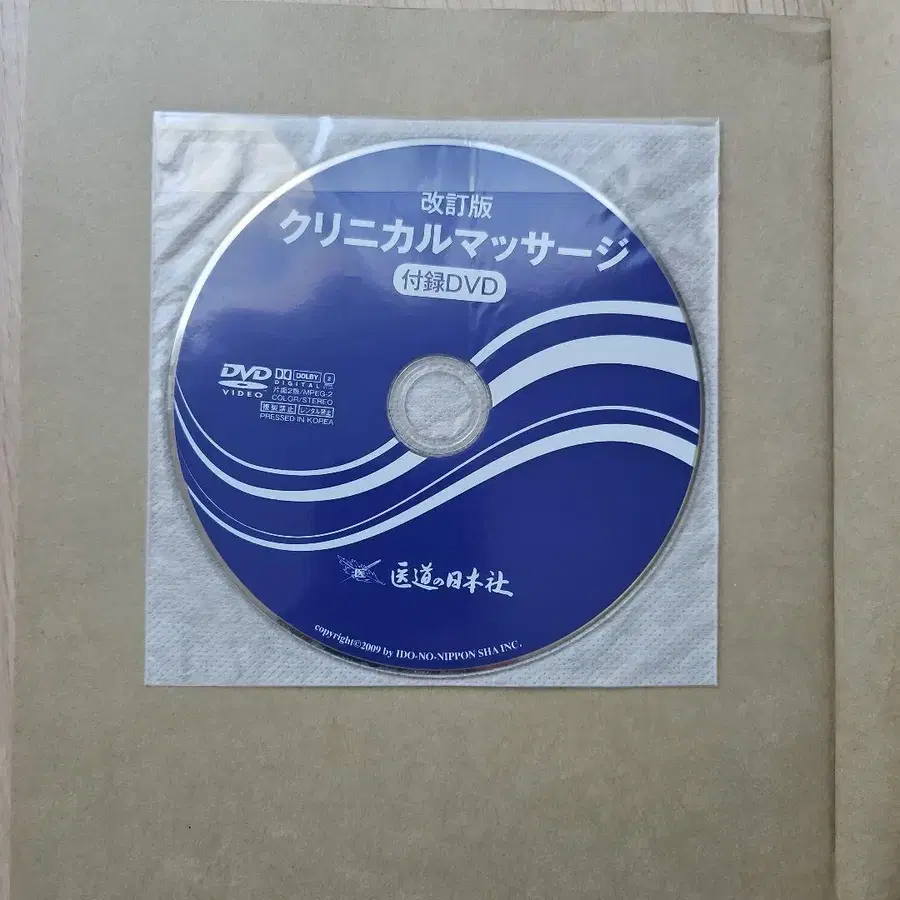 改訂版
クリニカルマッサージ
付録DVD
DVD
VIDEO
DOLBY
DIGITAL
2
片面2層/MPEG-2
COLOR/STEREO
複製禁止 レンタル禁止
PRESSED IN KOREA
医 医道の日本社
copyright©2009 by IDO-NO-NIPPON SHA INC.